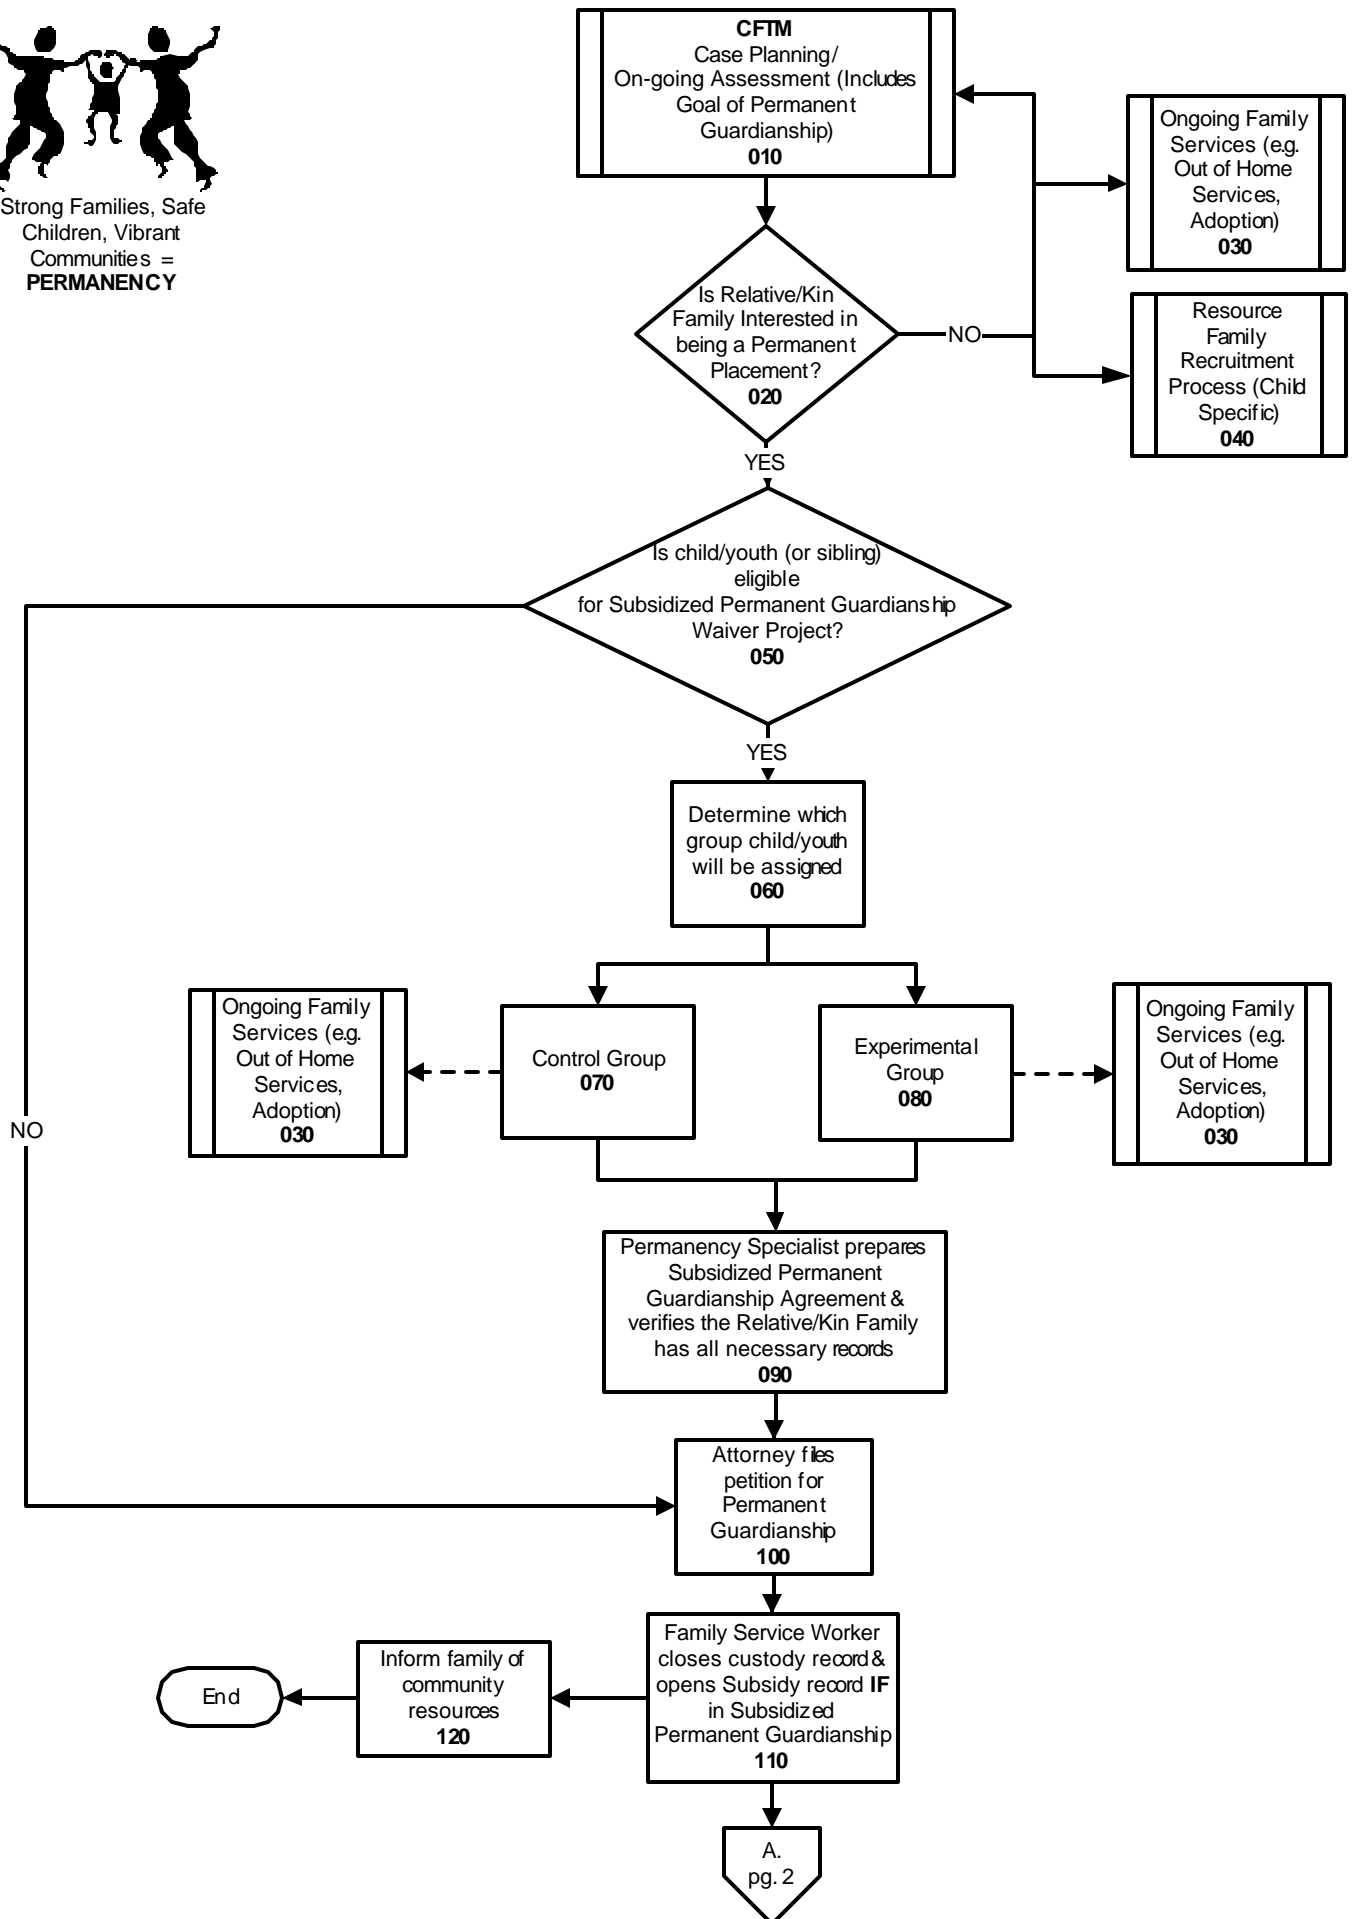 Strong Families, Safe
Children, Vibrant
Communities =
PERMANENCY
CFTM
Case Planning/
On-going Assessment (Includes
Goal of Permanent
Guardianship)
010
Ongoing Family
Services (e.g.
Out of Home
Services,
Adoption)
030
Is Relative/Kin
Family Interested in
being a Permanent
Placement?
020
NO
Resource
Family
Recruitment
Process (Child
Specific)
040
YES
Is child/youth (or sibling)
eligible
for Subsidized Permanent Guardianship
Waiver Project?
050
YES
NO
Determine which
group child/youth
will be assigned
060
Ongoing Family
Services (e.g.
Out of Home
Services,
Adoption)
030
Control Group
070
Experimental
Group
080
Ongoing Family
Services (e.g.
Out of Home
Services,
Adoption)
030
Permanency Specialist prepares
Subsidized Permanent
Guardianship Agreement &
verifies the Relative/Kin Family
has all necessary records
090
Attorney files
petition for
Permanent
Guardianship
100
Family Service Worker
closes custody record &
opens Subsidy record IF
in Subsidized
Permanent Guardianship
110
Inform family of
community
resources
120
End
A.
pg. 2